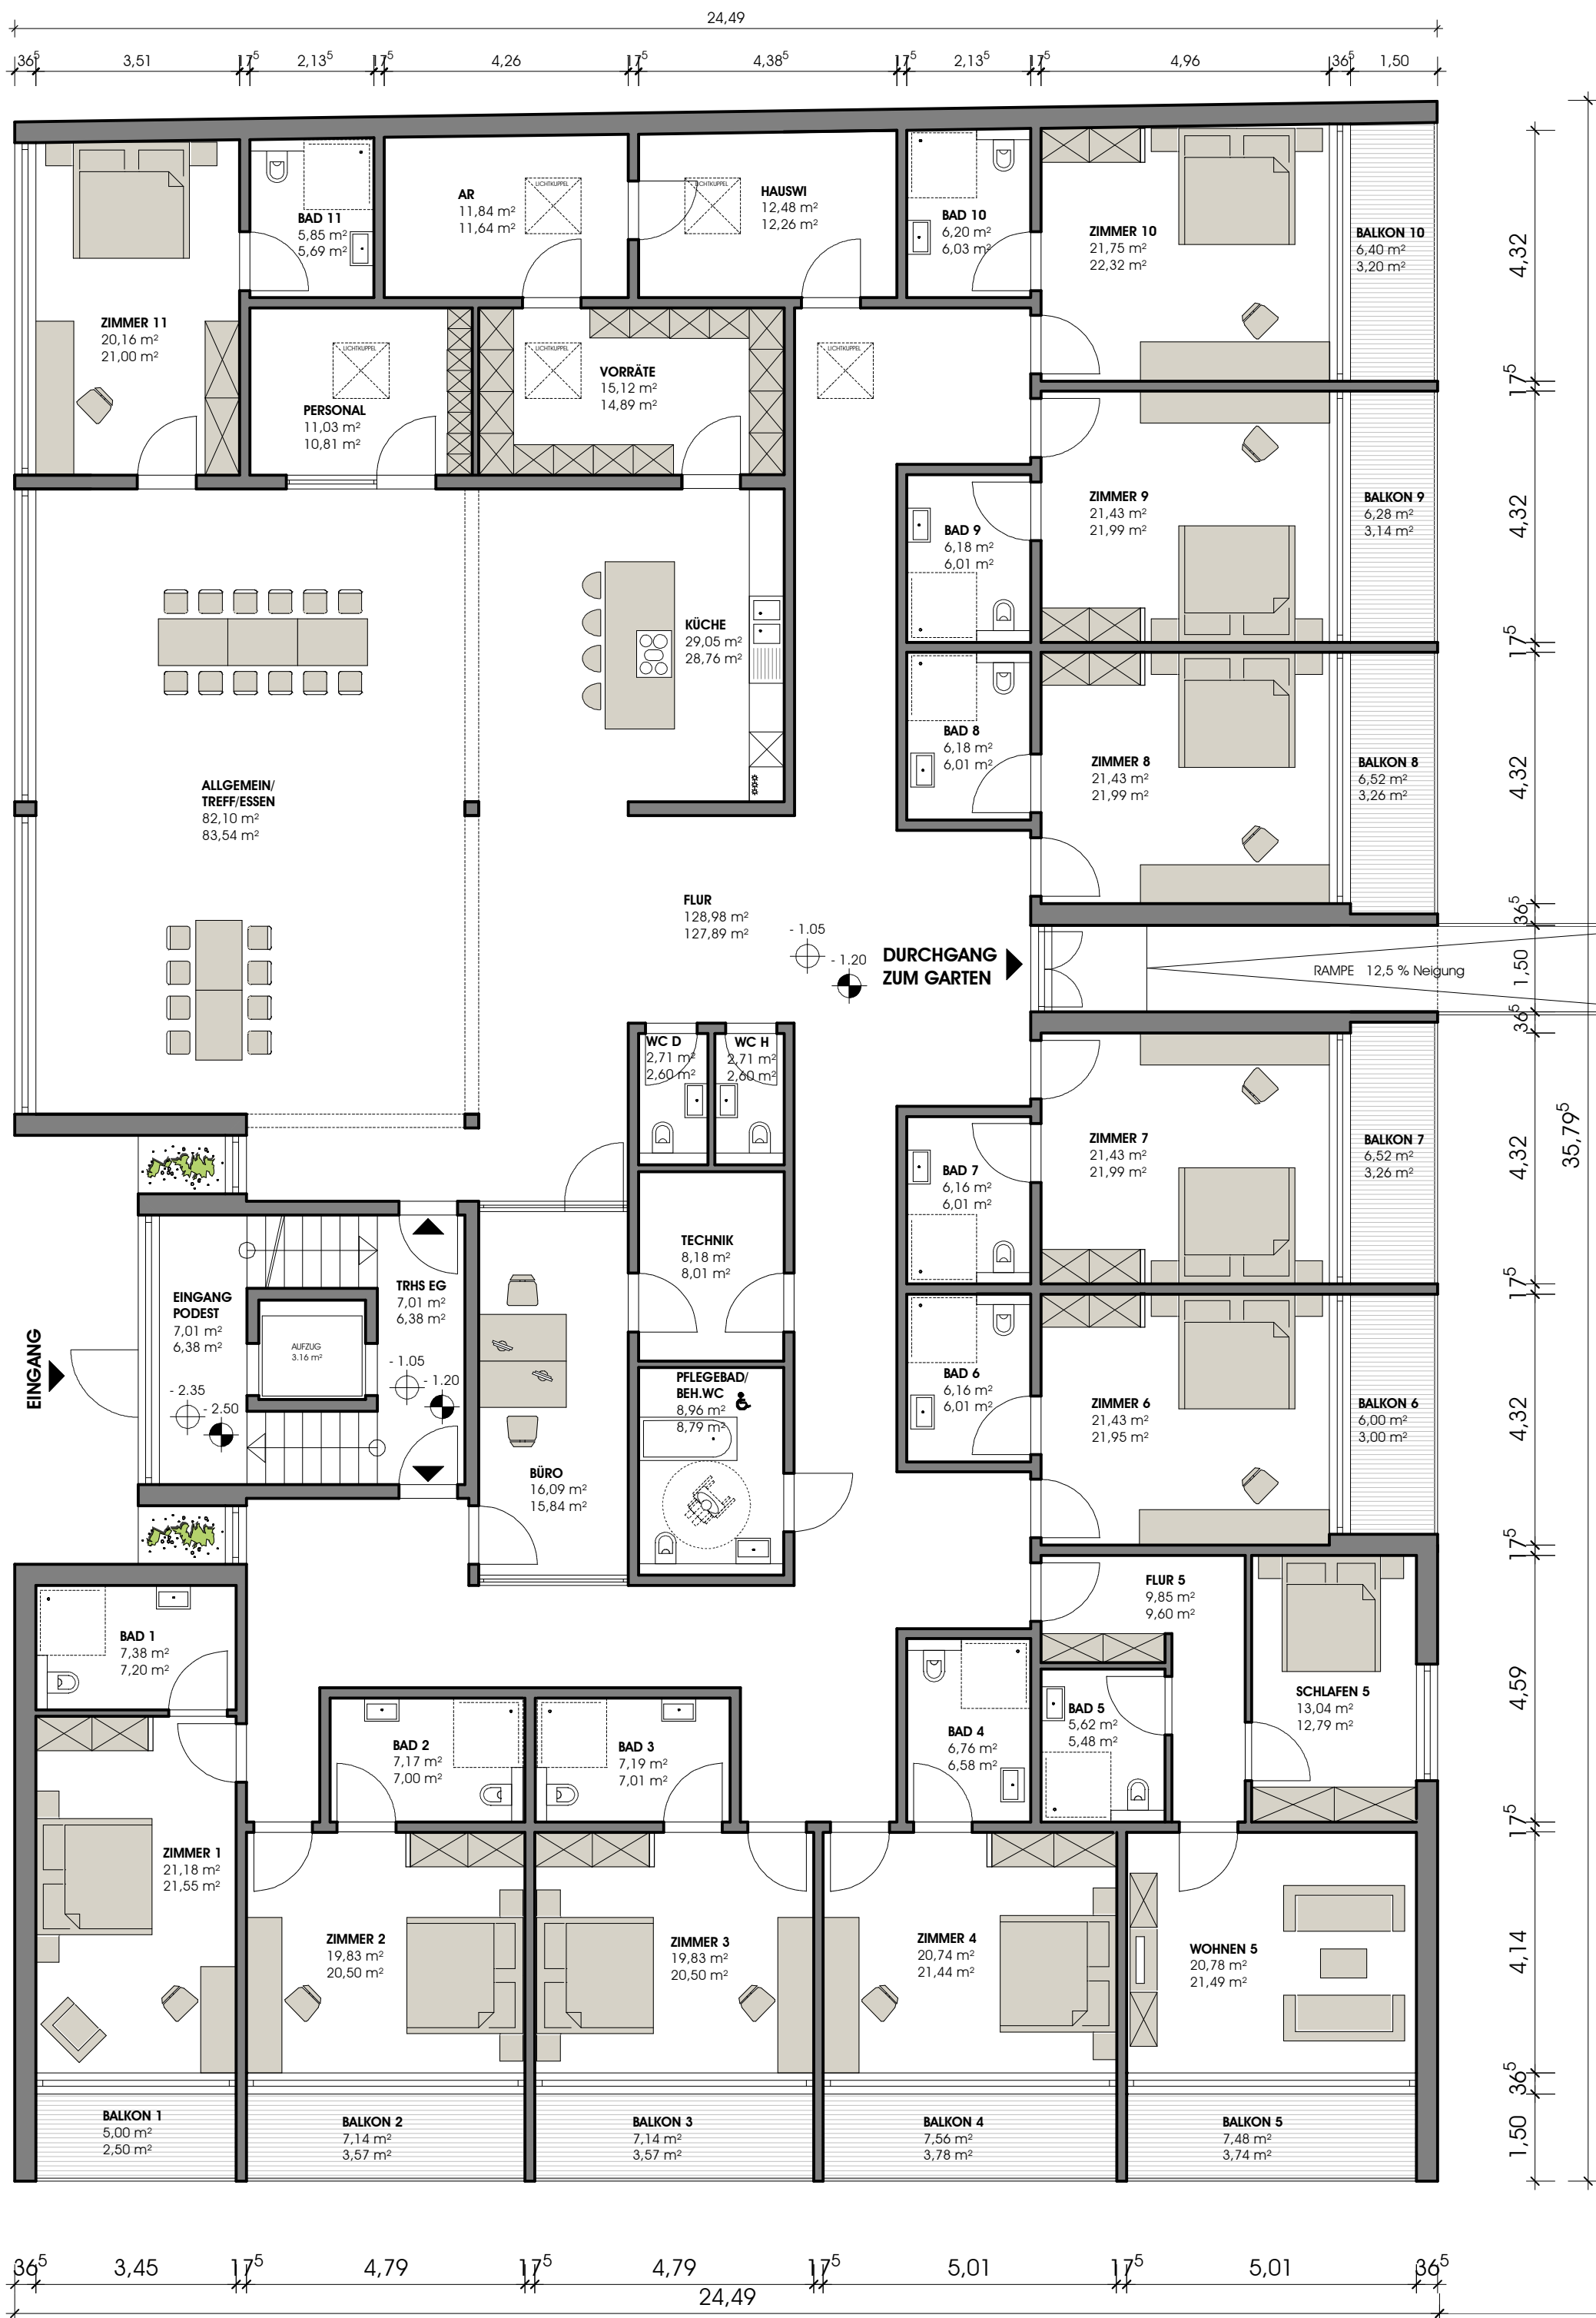 24,49
36⁵ 3,51 17⁵ 2,13⁵ 17⁵ 4,26 17⁵ 4,38⁵ 17⁵ 2,13⁵ 17⁵ 4,96 36⁵ 1,50
BAD 11
5,85 m²
5,69 m²
AR
11,84 m²
11,64 m²
LICHTKUPPEL
LICHTKUPPEL
HAUSWI
12,48 m²
12,26 m²
BAD 10
6,20 m²
6,03 m²
ZIMMER 10
21,75 m²
22,32 m²
BALKON 10
6,40 m²
3,20 m²
4,32
ZIMMER 11
20,16 m²
21,00 m²
PERSONAL
11,03 m²
10,81 m²
LICHTKUPPEL
LICHTKUPPEL
VORRÄTE
15,12 m²
14,89 m²
LICHTKUPPEL
17⁵
BAD 9
6,18 m²
6,01 m²
ZIMMER 9
21,43 m²
21,99 m²
BALKON 9
6,28 m²
3,14 m²
4,32
KÜCHE
29,05 m²
28,76 m²
17⁵
BAD 8
6,18 m²
6,01 m²
ZIMMER 8
21,43 m²
21,99 m²
BALKON 8
6,52 m²
3,26 m²
4,32
ALLGEMEIN/
TREFF/ESSEN
82,10 m²
83,54 m²
FLUR
128,98 m²
127,89 m²
- 1.05
- 1.20
DURCHGANG
ZUM GARTEN
36⁵
RAMPE 12,5 % Neigung
1,50
36⁵
WC D
2,71 m²
2,60 m²
WC H
2,71 m²
2,60 m²
BAD 7
6,16 m²
6,01 m²
ZIMMER 7
21,43 m²
21,99 m²
BALKON 7
6,52 m²
3,26 m²
4,32
35,79⁵
TECHNIK
8,18 m²
8,01 m²
17⁵
EINGANG
EINGANG
PODEST
7,01 m²
6,38 m²
- 2.35
- 2.50
AUFZUG
3.16 m²
TRHS EG
7,01 m²
6,38 m²
- 1.05
- 1.20
PFLEGEBAD/
BEH.WC
8,96 m²
8,79 m²
BAD 6
6,16 m²
6,01 m²
ZIMMER 6
21,43 m²
21,95 m²
BALKON 6
6,00 m²
3,00 m²
4,32
BÜRO
16,09 m²
15,84 m²
17⁵
FLUR 5
9,85 m²
9,60 m²
BAD 1
7,38 m²
7,20 m²
SCHLAFEN 5
13,04 m²
12,79 m²
4,59
BAD 2
7,17 m²
7,00 m²
BAD 3
7,19 m²
7,01 m²
BAD 4
6,76 m²
6,58 m²
BAD 5
5,62 m²
5,48 m²
17⁵
ZIMMER 1
21,18 m²
21,55 m²
ZIMMER 2
19,83 m²
20,50 m²
ZIMMER 3
19,83 m²
20,50 m²
ZIMMER 4
20,74 m²
21,44 m²
WOHNEN 5
20,78 m²
21,49 m²
4,14
36⁵
BALKON 1
5,00 m²
2,50 m²
BALKON 2
7,14 m²
3,57 m²
BALKON 3
7,14 m²
3,57 m²
BALKON 4
7,56 m²
3,78 m²
BALKON 5
7,48 m²
3,74 m²
1,50
36⁵ 3,45 17⁵ 4,79 17⁵ 4,79 17⁵ 5,01 17⁵ 5,01 36⁵
24,49